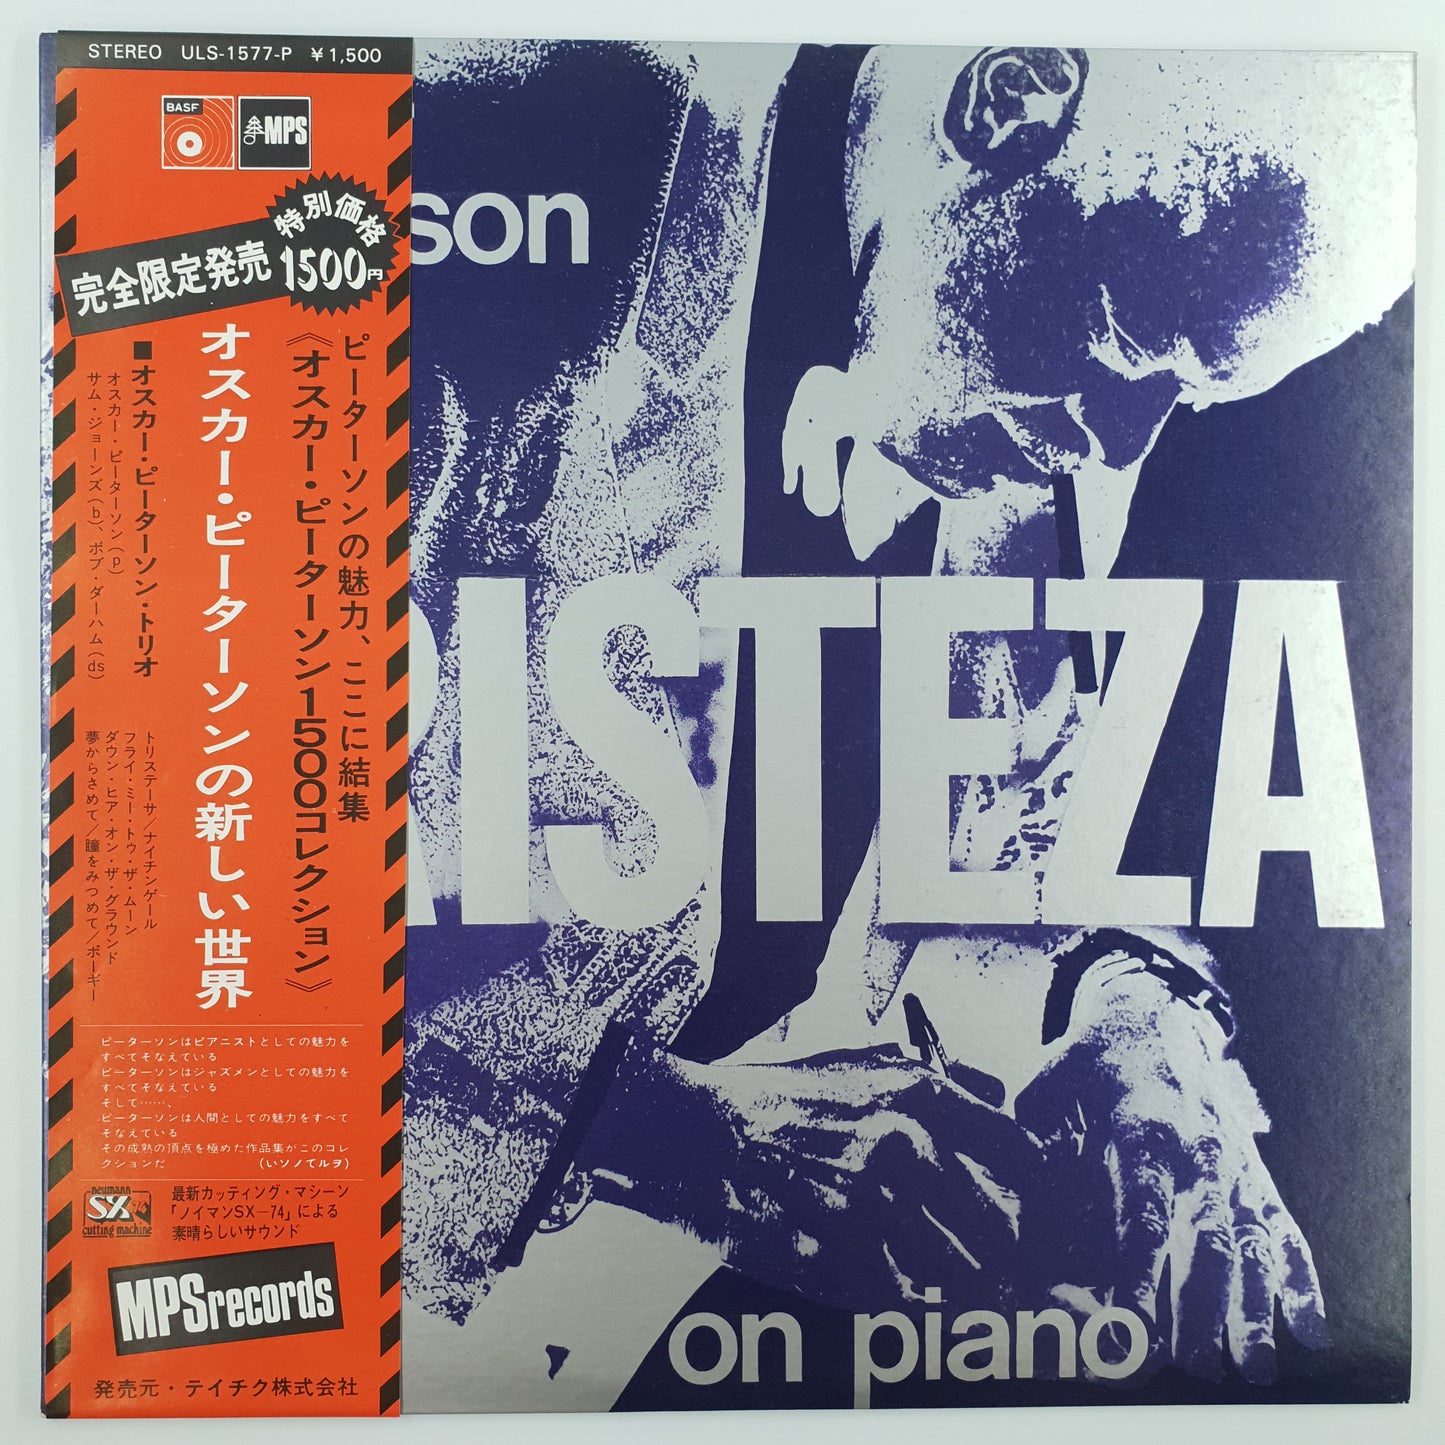 STEREO ULS-1577-P ¥1,500
BASF
MPS
特別価格
1500円
完全限定発売
ピーターソンの魅力、ここに結集
《オスカー・ピーターソン1500コレクション》
オスカー・ピーターソンの新しい世界
■オスカー・ピーターソン・トリオ
オスカー・ピーターソン(p)
サム・ジョーンズ(b)、ボブ・ダーハム(ds)
トリステーサ/ナイチンゲール
フライ・ミー・トゥ・ザ・ムーン
ダウン・ヒア・オン・ザ・グラウンド
夢からさめて/瞳をみつめて/ポーギー
ピーターソンはピアニストとしての魅力を
すべてそなえている
ピーターソンはジャズメンとしての魅力を
すべてそなえている
そして……、
ピーターソンは人間としての魅力をすべて
そなえている
その成熟の頂点を極めた作品集がこのコレ
クションだ (いソノてルヲ)
neumann
SX 74
cutting machine
最新カッティング・マシーン
「ノイマンSX-74」による
素晴らしいサウンド
MPSrecords
発売元・テイチク株式会社
son
RISTEZA
on piano